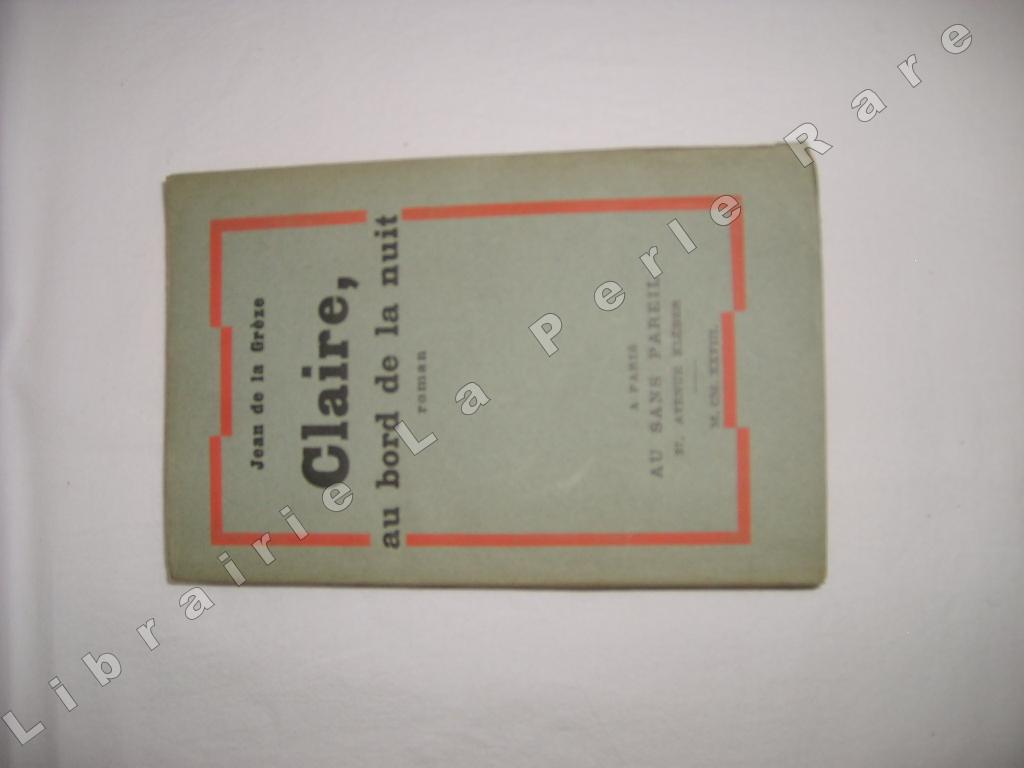 Jean de la Grèze
Claire,
au bord de la nuit
roman
A PARIS
AU SANS PAREIL
37, AVENUE KLÉBER
M. CM. XXVIII.
Librairie La Perle Rare